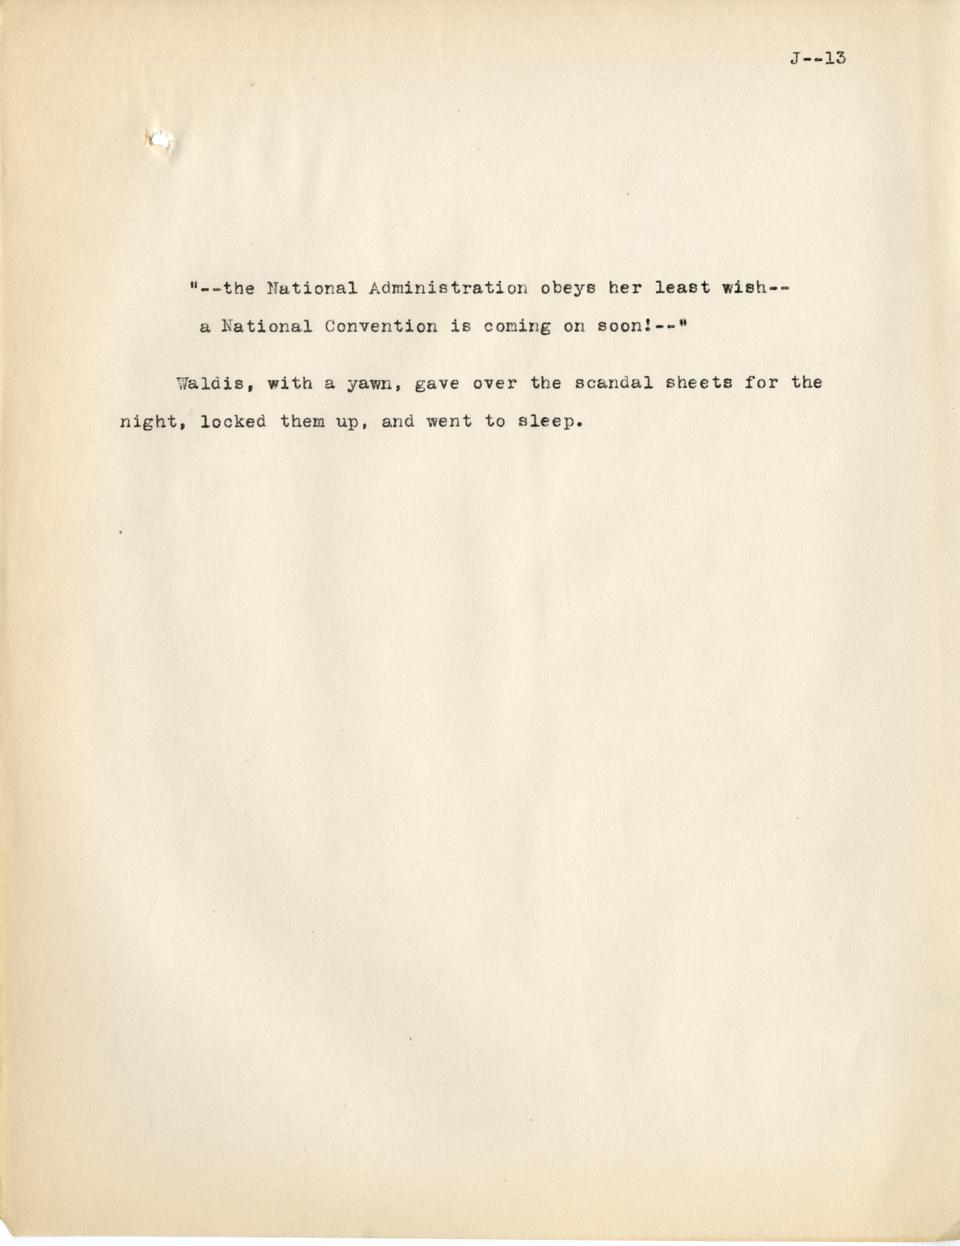 J--13
"--the National Administration obeys her least wish--
a National Convention is coming on soon!--"
Waldis, with a yawn, gave over the scandal sheets for the
night, locked them up, and went to sleep.